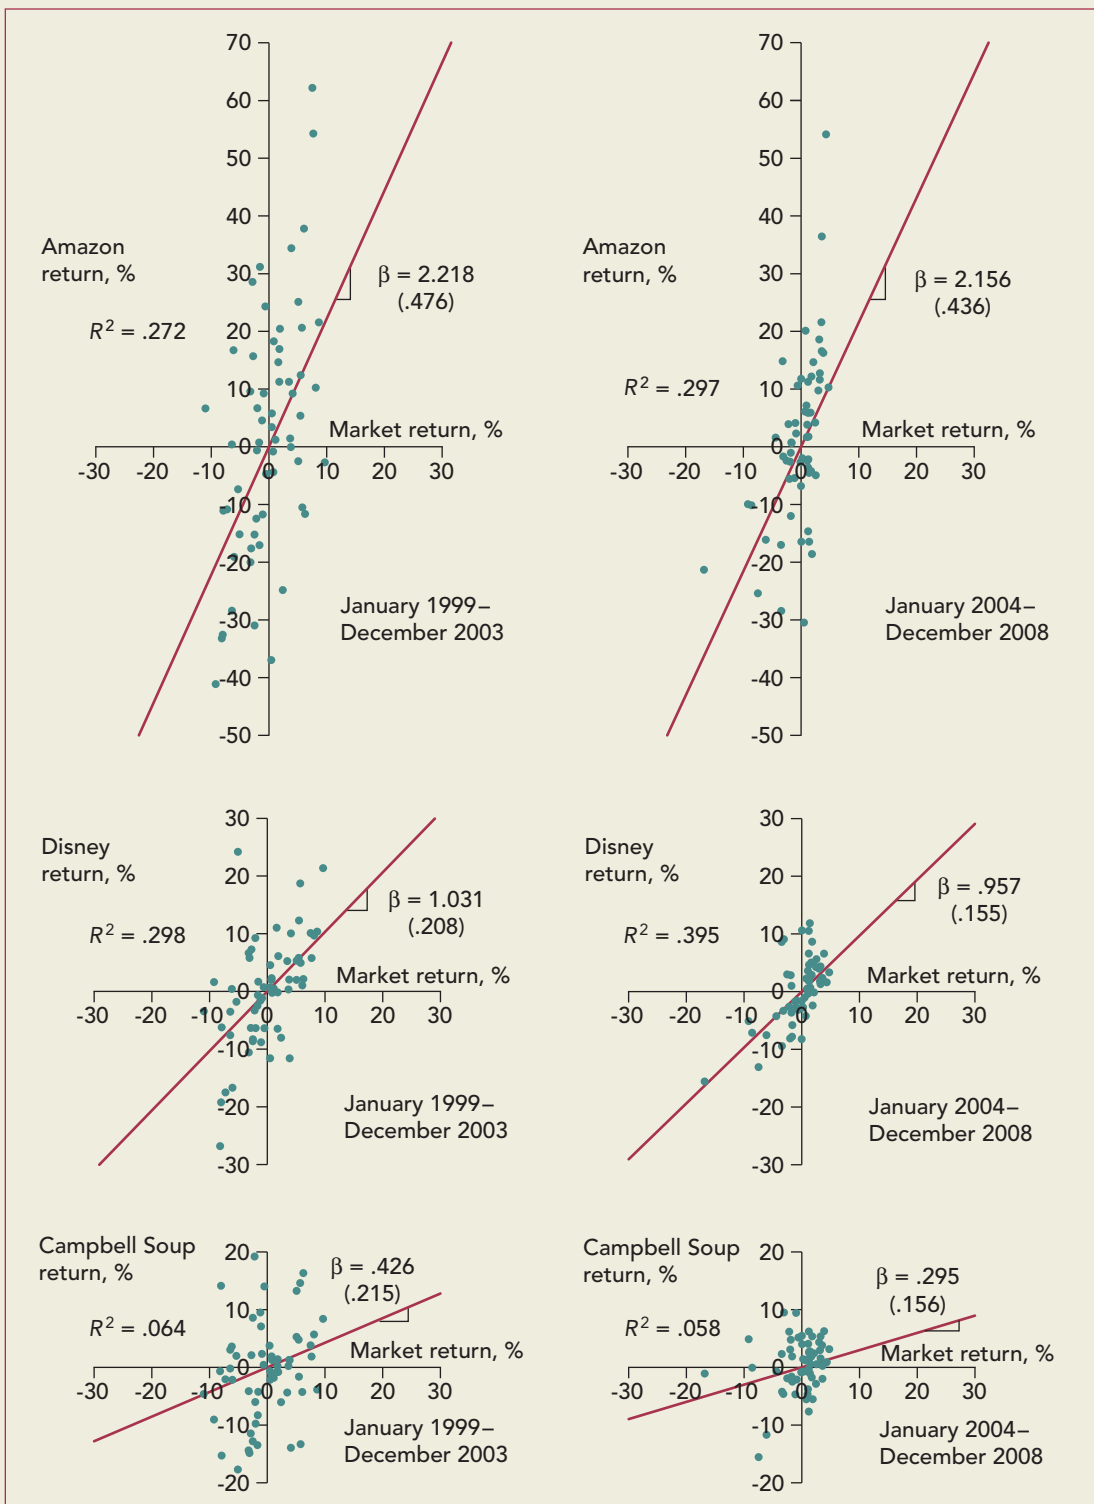 70
60
50
40
Amazon
return, %
30
β = 2.218
(.476)
R² = .272
20
10
Market return, %
0
-30 -20 -10 0 10 20 30
-10
-20
January 1999–
December 2003
-30
-40
-50
70
60
50
40
Amazon
return, %
30
β = 2.156
(.436)
20
R² = .297
10
Market return, %
0
-30 -20 -10 0 10 20 30
-10
-20
January 2004–
December 2008
-30
-40
-50
30
Disney
return, %
20
β = 1.031
(.208)
R² = .298
10
Market return, %
0
-30 -20 -10 0 10 20 30
-10
-20
January 1999–
December 2003
-30
30
Disney
return, %
20
β = .957
(.155)
R² = .395
10
Market return, %
0
-30 -20 -10 0 10 20 30
-10
-20
January 2004–
December 2008
-30
Campbell Soup
return, %
20
β = .426
(.215)
10
R² = .064
Market return, %
0
-30 -20 -10 0 10 20 30
-10
January 1999–
December 2003
-20
Campbell Soup
return, %
20
β = .295
(.156)
10
R² = .058
Market return, %
0
-30 -20 -10 0 10 20 30
-10
January 2004–
December 2008
-20